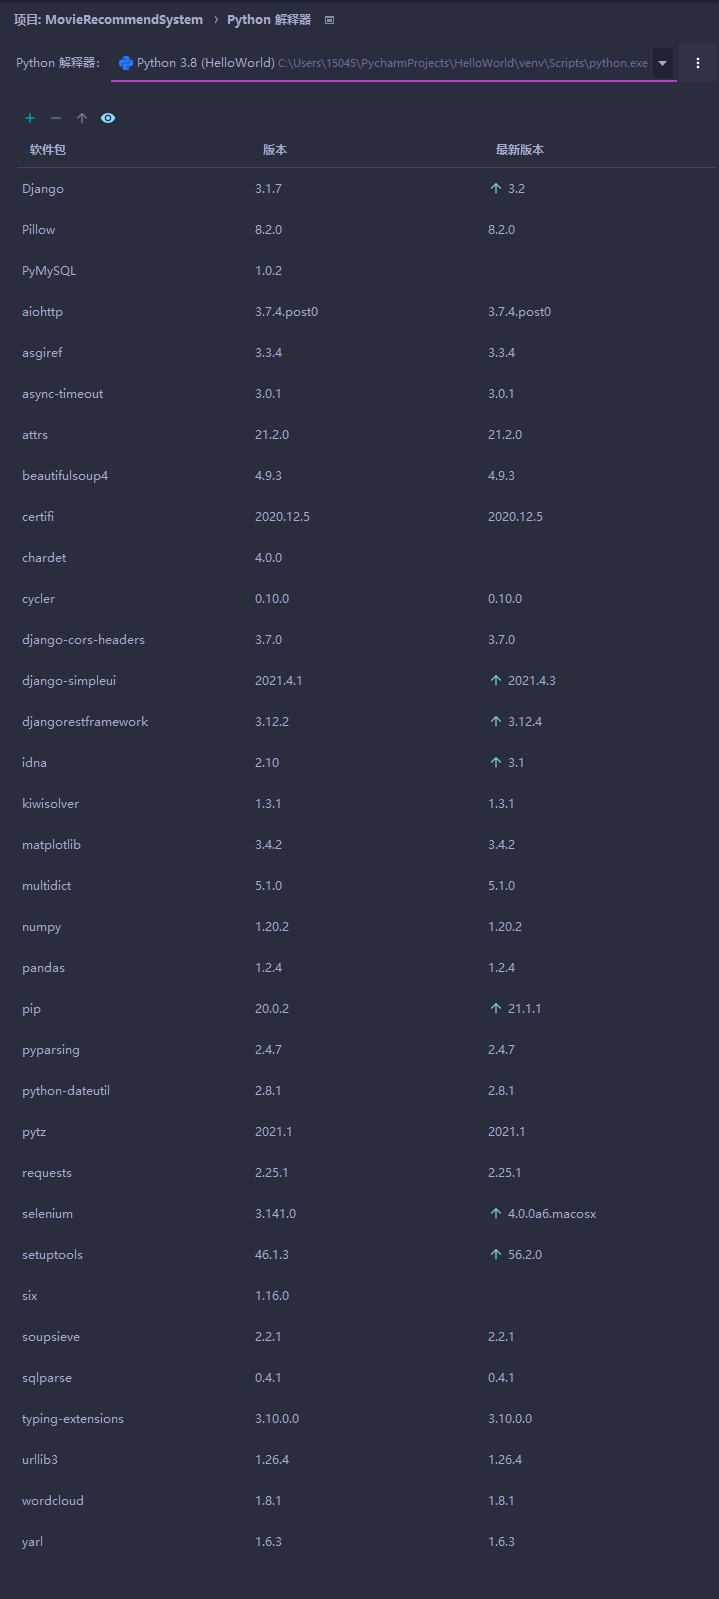 项目: MovieRecommendSystem › Python 解释器
Python 解释器: Python 3.8 (HelloWorld) C:\Users\15045\PycharmProjects\HelloWorld\venv\Scripts\python.exe
软件包 版本 最新版本
Django 3.1.7 3.2
Pillow 8.2.0 8.2.0
PyMySQL 1.0.2
aiohttp 3.7.4.post0 3.7.4.post0
asgiref 3.3.4 3.3.4
async-timeout 3.0.1 3.0.1
attrs 21.2.0 21.2.0
beautifulsoup4 4.9.3 4.9.3
certifi 2020.12.5 2020.12.5
chardet 4.0.0
cycler 0.10.0 0.10.0
django-cors-headers 3.7.0 3.7.0
django-simpleui 2021.4.1 2021.4.3
djangorestframework 3.12.2 3.12.4
idna 2.10 3.1
kiwisolver 1.3.1 1.3.1
matplotlib 3.4.2 3.4.2
multidict 5.1.0 5.1.0
numpy 1.20.2 1.20.2
pandas 1.2.4 1.2.4
pip 20.0.2 21.1.1
pyparsing 2.4.7 2.4.7
python-dateutil 2.8.1 2.8.1
pytz 2021.1 2021.1
requests 2.25.1 2.25.1
selenium 3.141.0 4.0.0a6.macosx
setuptools 46.1.3 56.2.0
six 1.16.0
soupsieve 2.2.1 2.2.1
sqlparse 0.4.1 0.4.1
typing-extensions 3.10.0.0 3.10.0.0
urllib3 1.26.4 1.26.4
wordcloud 1.8.1 1.8.1
yarl 1.6.3 1.6.3